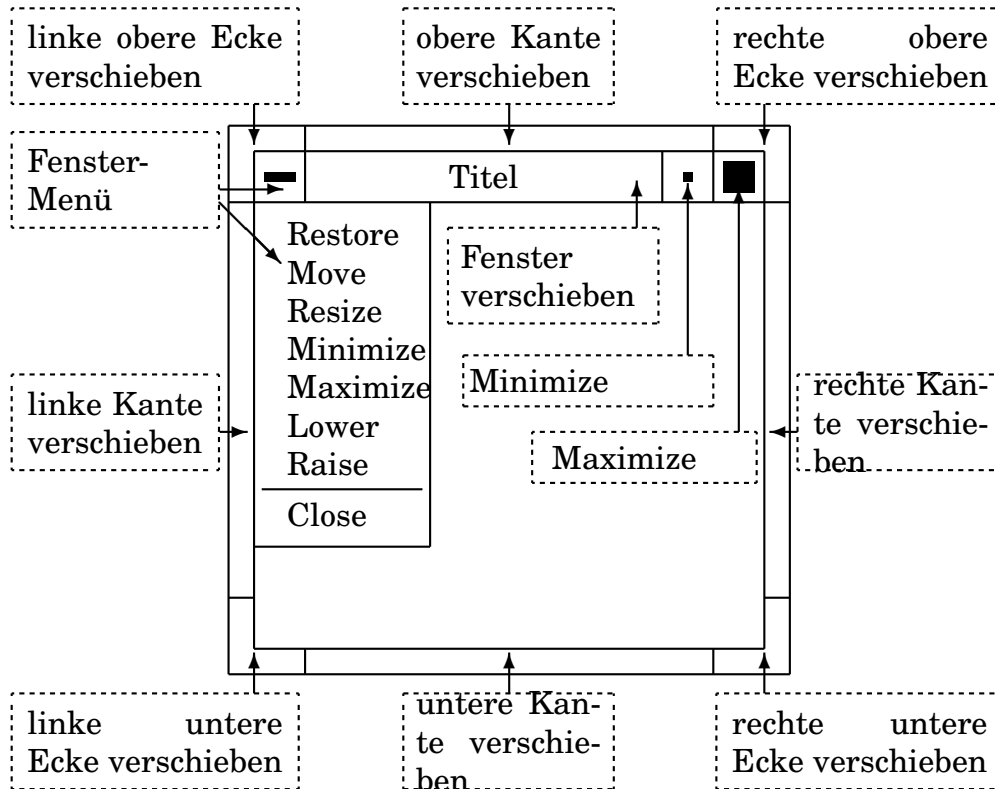 linke obere Ecke
verschieben
obere Kante
verschieben
rechte obere
Ecke verschieben
Fenster-
Menü
Titel
Restore
Move
Resize
Minimize
Maximize
Lower
Raise
Close
Fenster
verschieben
Minimize
Maximize
linke Kante
verschieben
rechte Kan-
te verschie-
ben
linke untere
Ecke verschieben
untere Kan-
te verschie-
ben
rechte untere
Ecke verschieben